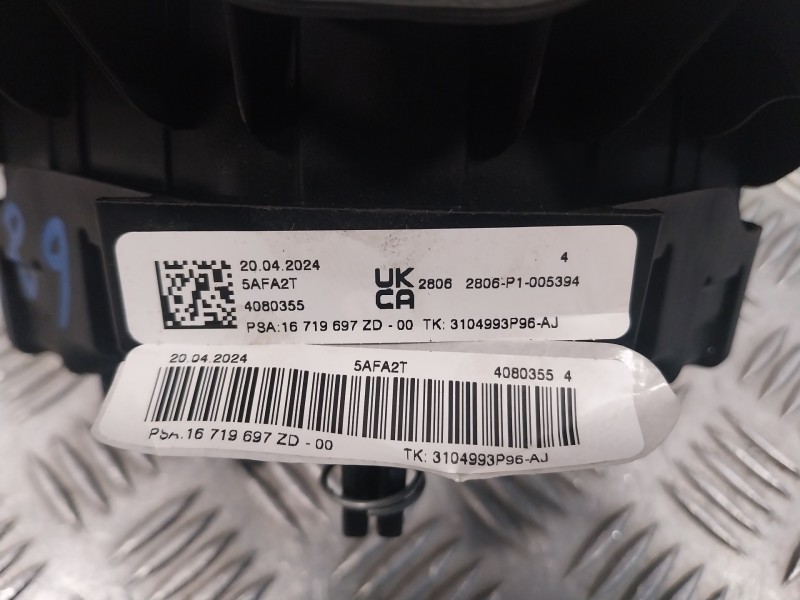 20.04.2024 4
5AFA2T UK CA 2806 2806-P1-005394
4080355
PSA:16 719 697 ZD - 00 TK: 3104993P96-AJ
20.04.2024 5AFA2T 4080355 4
PSA:16 719 697 ZD - 00 TK: 3104993P96-AJ
89